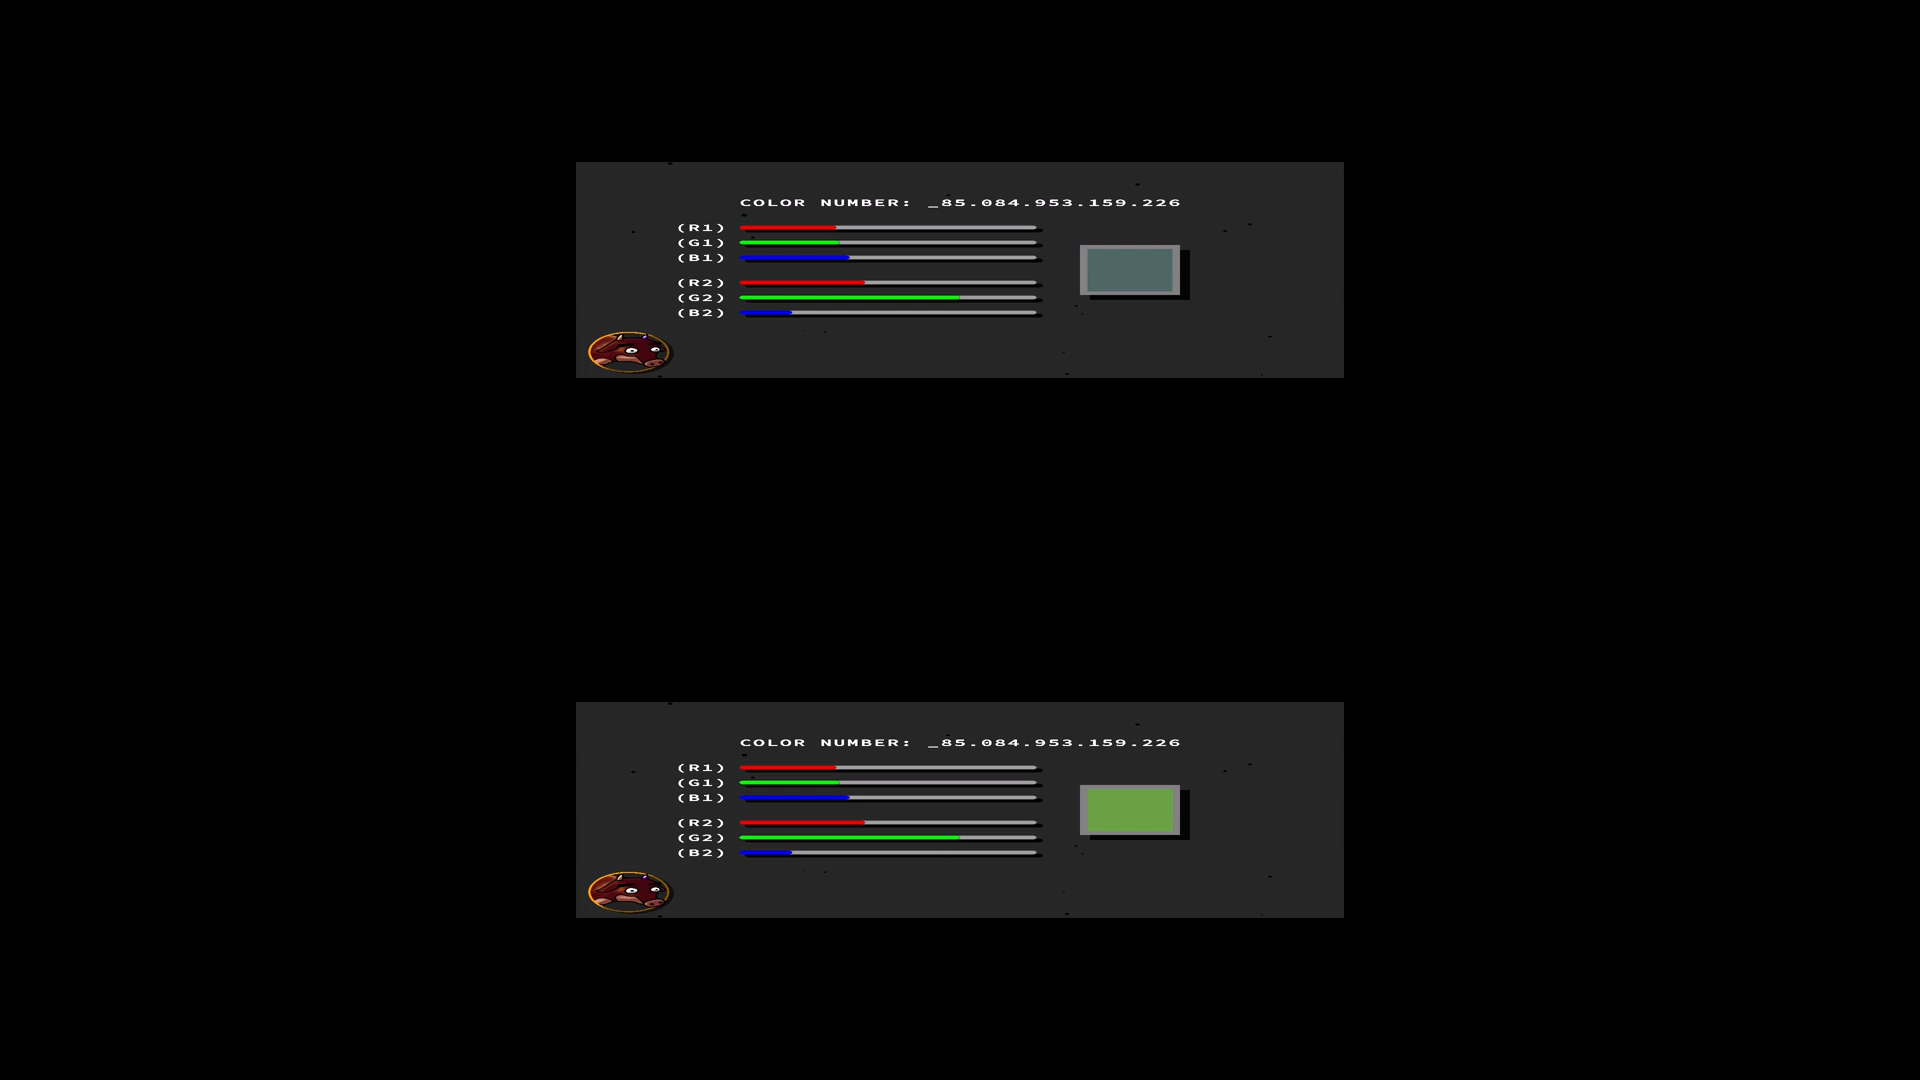 COLOR NUMBER: _85.084.953.159.226
(R1)
(G1)
(B1)
(R2)
(G2)
(B2)
COLOR NUMBER: _85.084.953.159.226
(R1)
(G1)
(B1)
(R2)
(G2)
(B2)